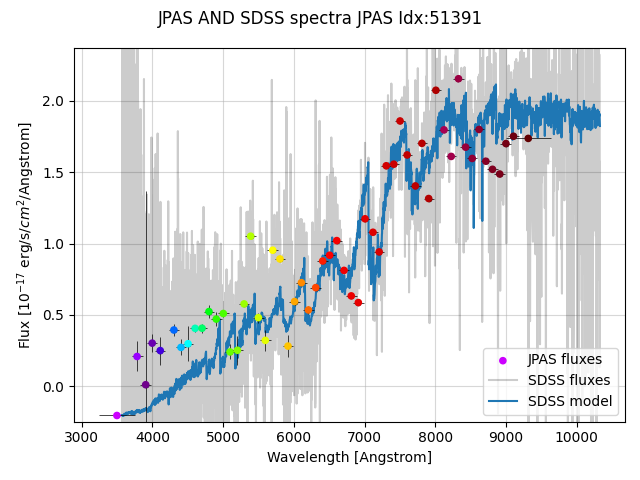 JPAS AND SDSS spectra JPAS Idx:51391
Flux [10^{-17} erg/s/cm^2/Angstrom]
2.0
1.5
1.0
0.5
0.0
JPAS fluxes
SDSS fluxes
SDSS model
3000 4000 5000 6000 7000 8000 9000 10000
Wavelength [Angstrom]